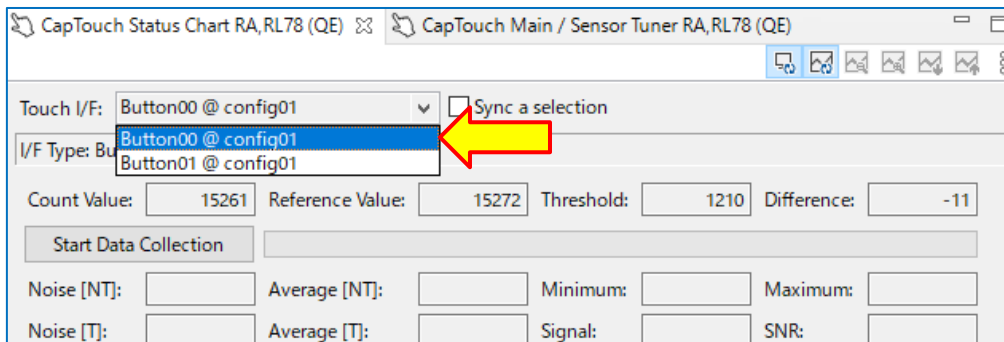 CapTouch Status Chart RA,RL78 (QE) CapTouch Main / Sensor Tuner RA,RL78 (QE)
Touch I/F: Button00 @ config01 Sync a selection
Button00 @ config01
I/F Type: Bu
Button01 @ config01
Count Value: 15261 Reference Value: 15272 Threshold: 1210 Difference: -11
Start Data Collection
Noise [NT]: Average [NT]: Minimum: Maximum:
Noise [T]: Average [T]: Signal: SNR: